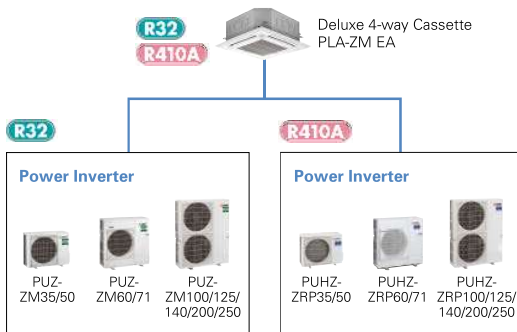 R32
R410A
Deluxe 4-way Cassette
PLA-ZM EA
R32
Power Inverter
PUZ-
ZM35/50
PUZ-
ZM60/71
PUZ-
ZM100/125/
140/200/250
R410A
Power Inverter
PUHZ-
ZRP35/50
PUHZ-
ZRP60/71
PUHZ-
ZRP100/125/
140/200/250